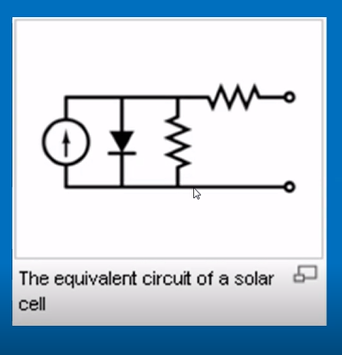 The equivalent circuit of a solar
cell